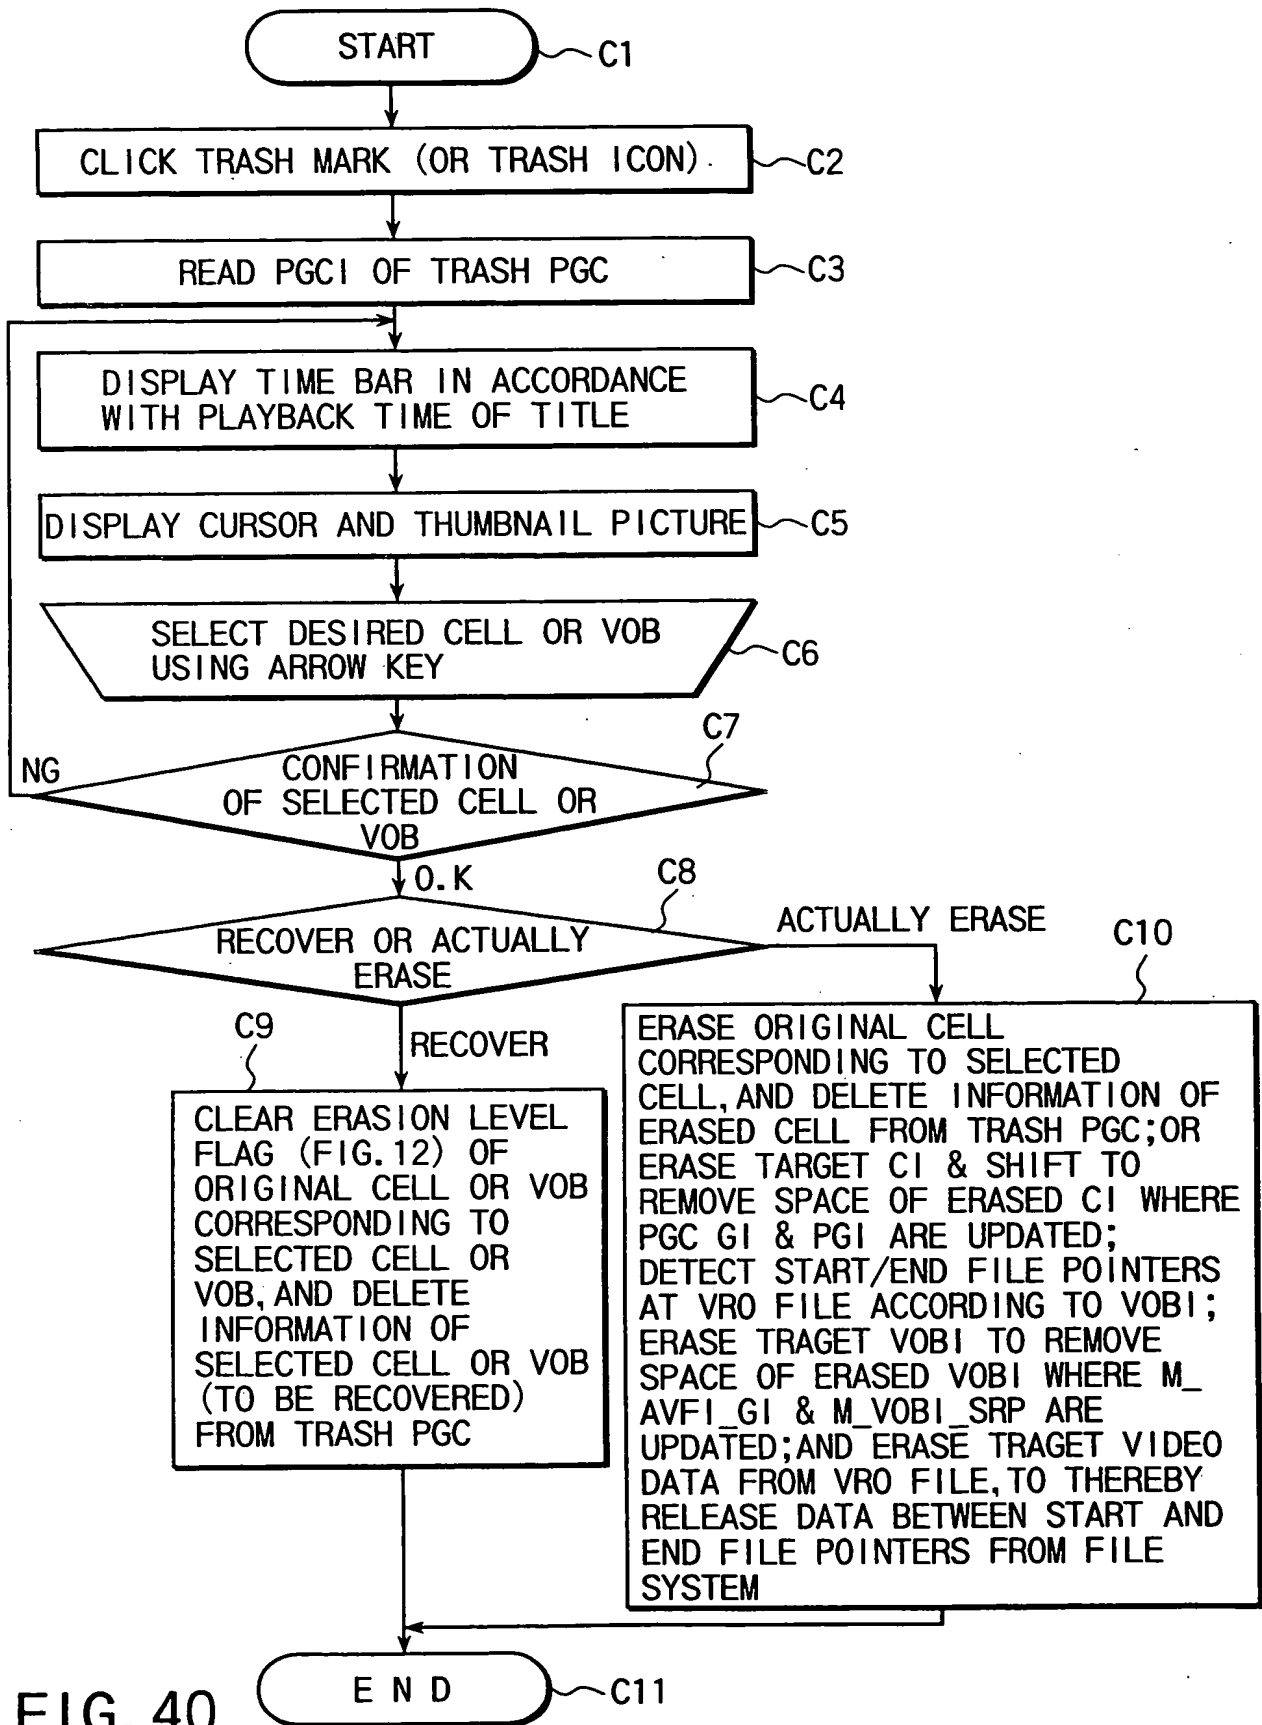 START
C1
CLICK TRASH MARK (OR TRASH ICON)
C2
READ PGCI OF TRASH PGC
C3
DISPLAY TIME BAR IN ACCORDANCE
WITH PLAYBACK TIME OF TITLE
C4
DISPLAY CURSOR AND THUMBNAIL PICTURE
C5
SELECT DESIRED CELL OR VOB
USING ARROW KEY
C6
C7
NG
CONFIRMATION
OF SELECTED CELL OR
VOB
O.K
C8
RECOVER OR ACTUALLY
ERASE
ACTUALLY ERASE
RECOVER
C9
CLEAR ERASION LEVEL
FLAG (FIG.12) OF
ORIGINAL CELL OR VOB
CORRESPONDING TO
SELECTED CELL OR
VOB,AND DELETE
INFORMATION OF
SELECTED CELL OR VOB
(TO BE RECOVERED)
FROM TRASH PGC
C10
ERASE ORIGINAL CELL
CORRESPONDING TO SELECTED
CELL,AND DELETE INFORMATION OF
ERASED CELL FROM TRASH PGC;OR
ERASE TARGET CI & SHIFT TO
REMOVE SPACE OF ERASED CI WHERE
PGC GI & PGI ARE UPDATED;
DETECT START/END FILE POINTERS
AT VRO FILE ACCORDING TO VOBI;
ERASE TRAGET VOBI TO REMOVE
SPACE OF ERASED VOBI WHERE M_
AVFI_GI & M_VOBI_SRP ARE
UPDATED;AND ERASE TRAGET VIDEO
DATA FROM VRO FILE,TO THEREBY
RELEASE DATA BETWEEN START AND
END FILE POINTERS FROM FILE
SYSTEM
END
C11
FIG. 40